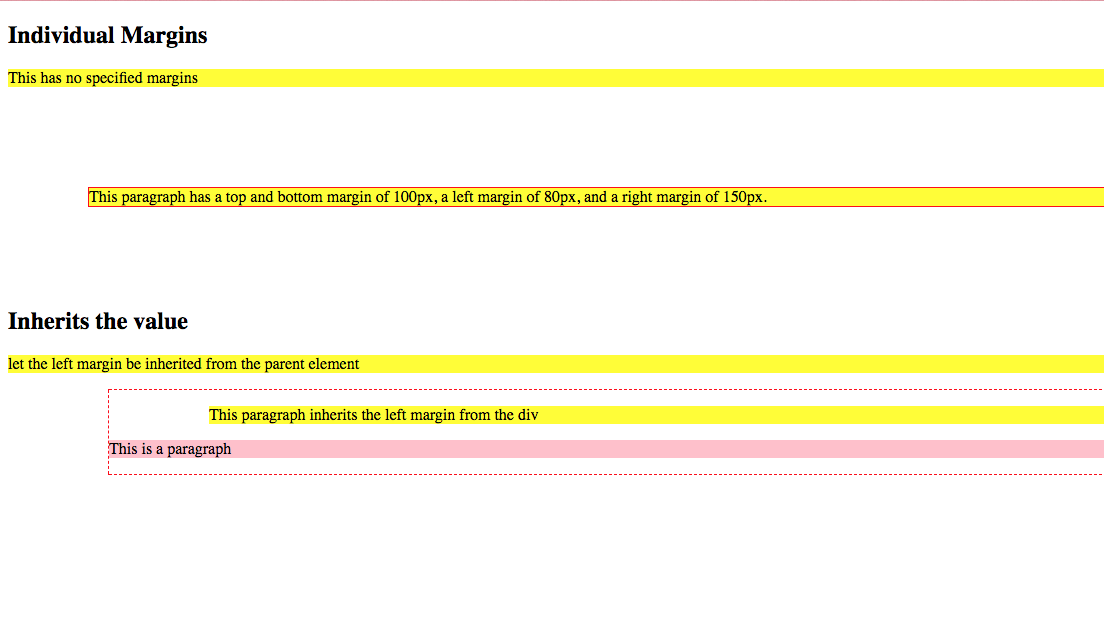 Individual Margins
This has no specified margins
This paragraph has a top and bottom margin of 100px, a left margin of 80px, and a right margin of 150px.
Inherits the value
let the left margin be inherited from the parent element
This paragraph inherits the left margin from the div
This is a paragraph